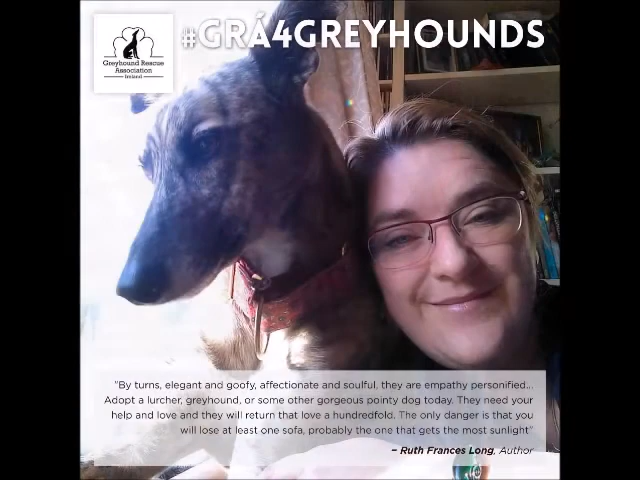 #GRÁ4GREYHOUNDS
Greyhound Rescue
Association
Ireland
"By turns, elegant and goofy, affectionate and soulful, they are empathy personified...
Adopt a lurcher, greyhound, or some other gorgeous pointy dog today. They need your
help and love and they will return that love a hundredfold. The only danger is that you
will lose at least one sofa, probably the one that gets the most sunlight"
– Ruth Frances Long, Author